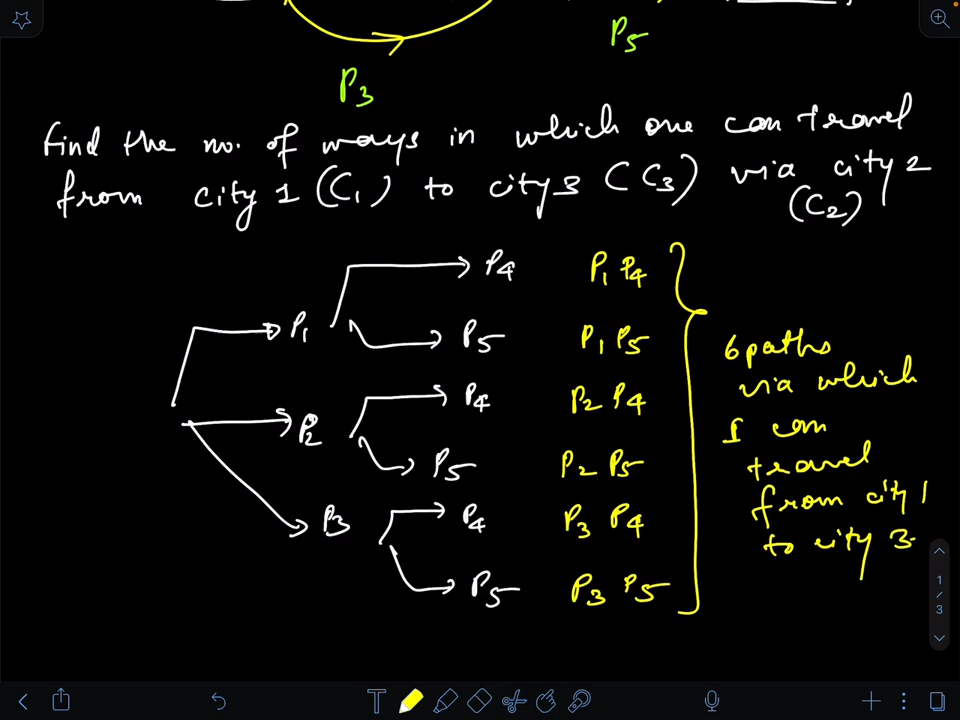 P3
P5
Find the no. of ways in which one can travel
from city 1 (C1) to city 3 (C3) via city 2
(C2)
P4 P1 P4
P1
P5 P1 P5
P4 P2 P4
P2
P5 P2 P5
P3 P4 P3 P4
P5 P3 P5
6 paths
via which
I can
travel
from city 1
to city 3.
1
/
3
T